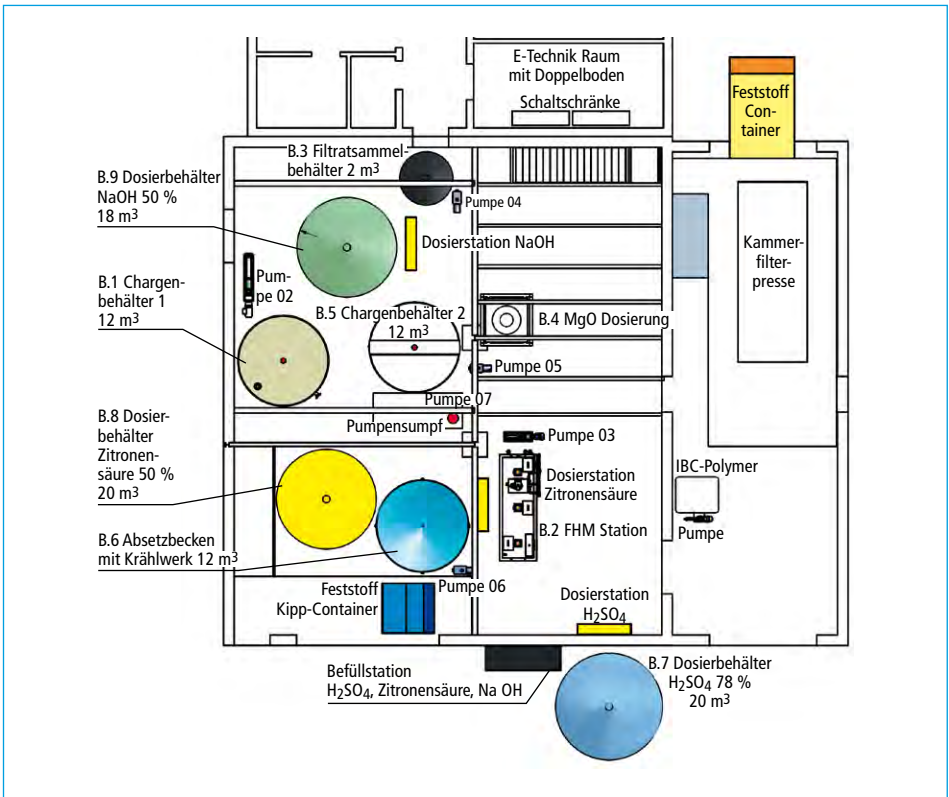 E-Technik Raum
mit Doppelboden
Schaltschränke
Feststoff
Con-
tainer
B.3 Filtratsammel-
behälter 2 m³
B.9 Dosierbehälter
NaOH 50 %
18 m³
Pumpe 04
Dosierstation NaOH
Kammer-
filter-
presse
Pum-
pe 02
B.1 Chargen-
behälter 1
12 m³
B.5 Chargenbehälter 2
12 m³
B.4 MgO Dosierung
Pumpe 05
Pumpe 07
Pumpensumpf
B.8 Dosier-
behälter
Zitronen-
säure 50 %
20 m³
Pumpe 03
Dosierstation
Zitronensäure
IBC-Polymer
B.2 FHM Station
Pumpe
B.6 Absetzbecken
mit Krählwerk 12 m³
Feststoff
Kipp-Container
Pumpe 06
Dosierstation
H₂SO₄
Befüllstation
H₂SO₄, Zitronensäure, Na OH
B.7 Dosierbehälter
H₂SO₄ 78 %
20 m³